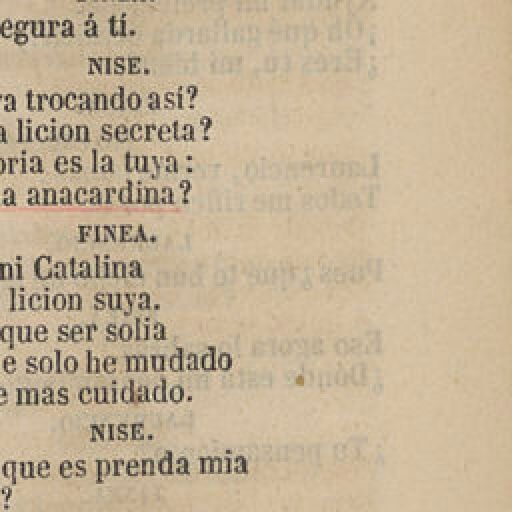 egura á tí.
NISE.
a trocando así?
a licion secreta?
oria es la tuya:
a anacardina?
FINEA.
ni Catalina
licion suya.
que ser solia
e solo he mudado
e mas cuidado.
NISE.
que es prenda mia
?